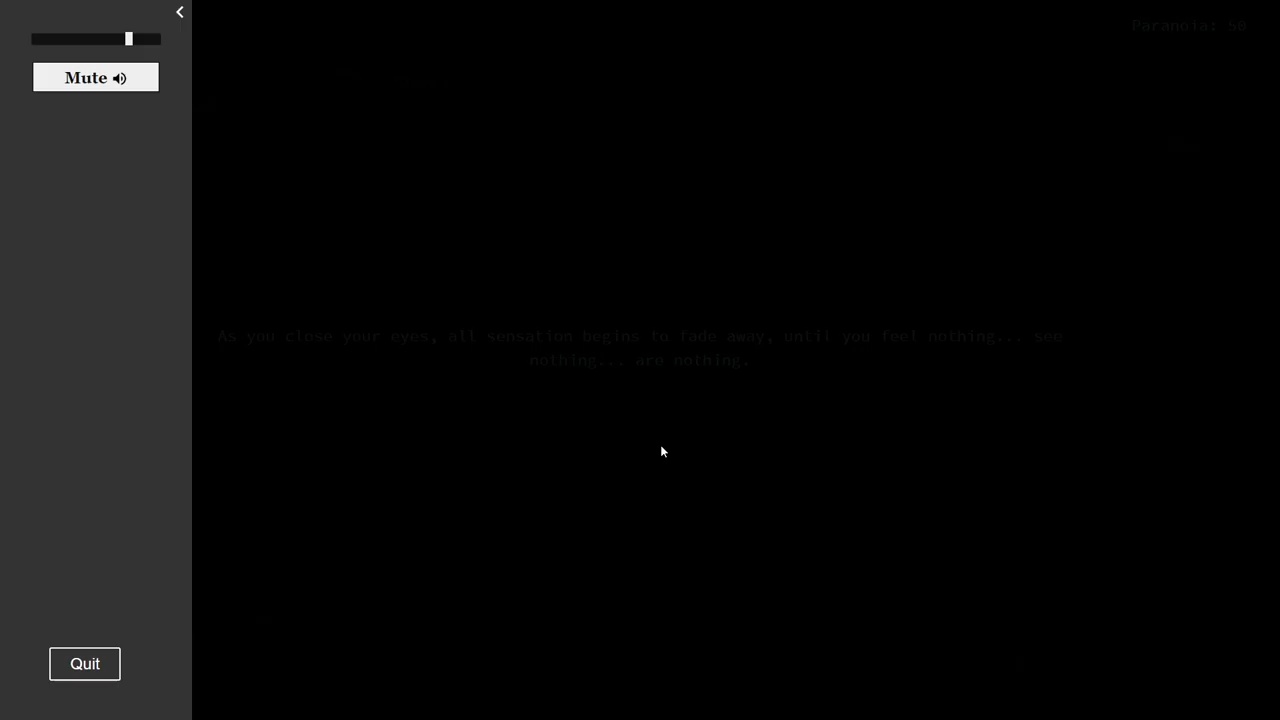 Paranoia: 50
Mute
As you close your eyes, all sensation begins to fade away, until you feel nothing... see
nothing... are nothing.
Quit